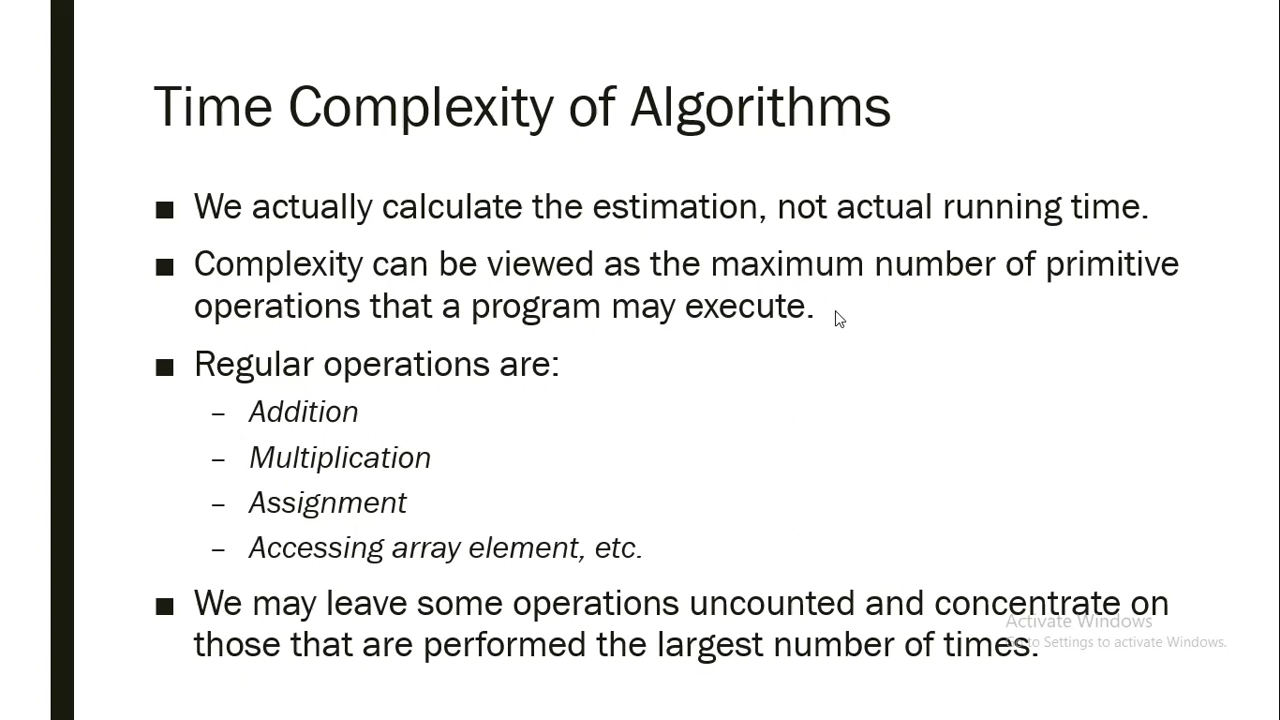 Time Complexity of Algorithms
■ We actually calculate the estimation, not actual running time.
■ Complexity can be viewed as the maximum number of primitive
operations that a program may execute.
■ Regular operations are:
– Addition
– Multiplication
– Assignment
– Accessing array element, etc.
■ We may leave some operations uncounted and concentrate on
those that are performed the largest number of times.
Activate Windows
Go to Settings to activate Windows.